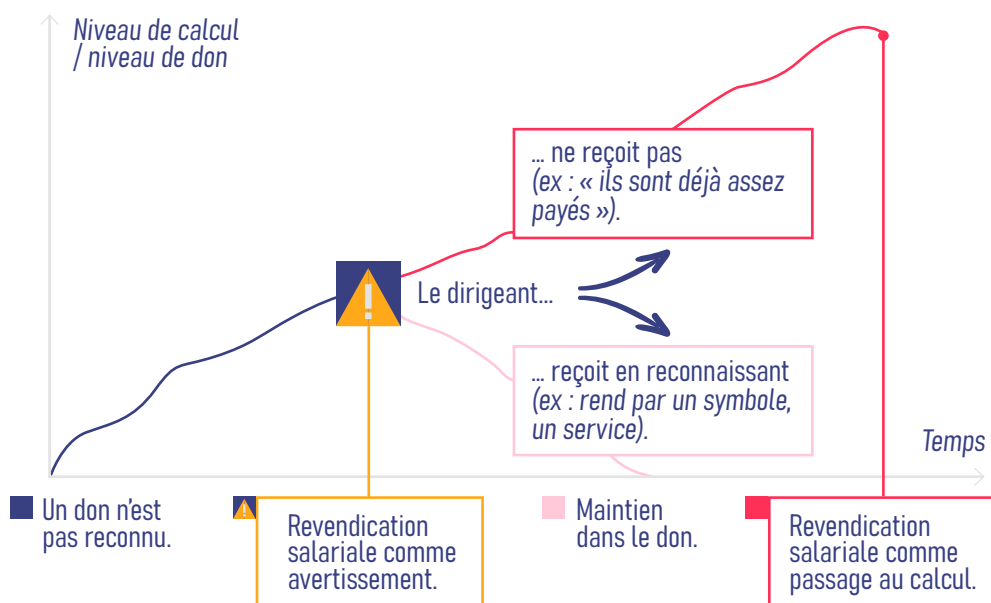 Niveau de calcul
/ niveau de don
... ne reçoit pas
(ex : « ils sont déjà assez
payés »).
!
Le dirigeant...
... reçoit en reconnaissant
(ex : rend par un symbole,
un service).
Temps
Un don n'est
pas reconnu.
!
Revendication
salariale comme
avertissement.
Maintien
dans le don.
Revendication
salariale comme
passage au calcul.